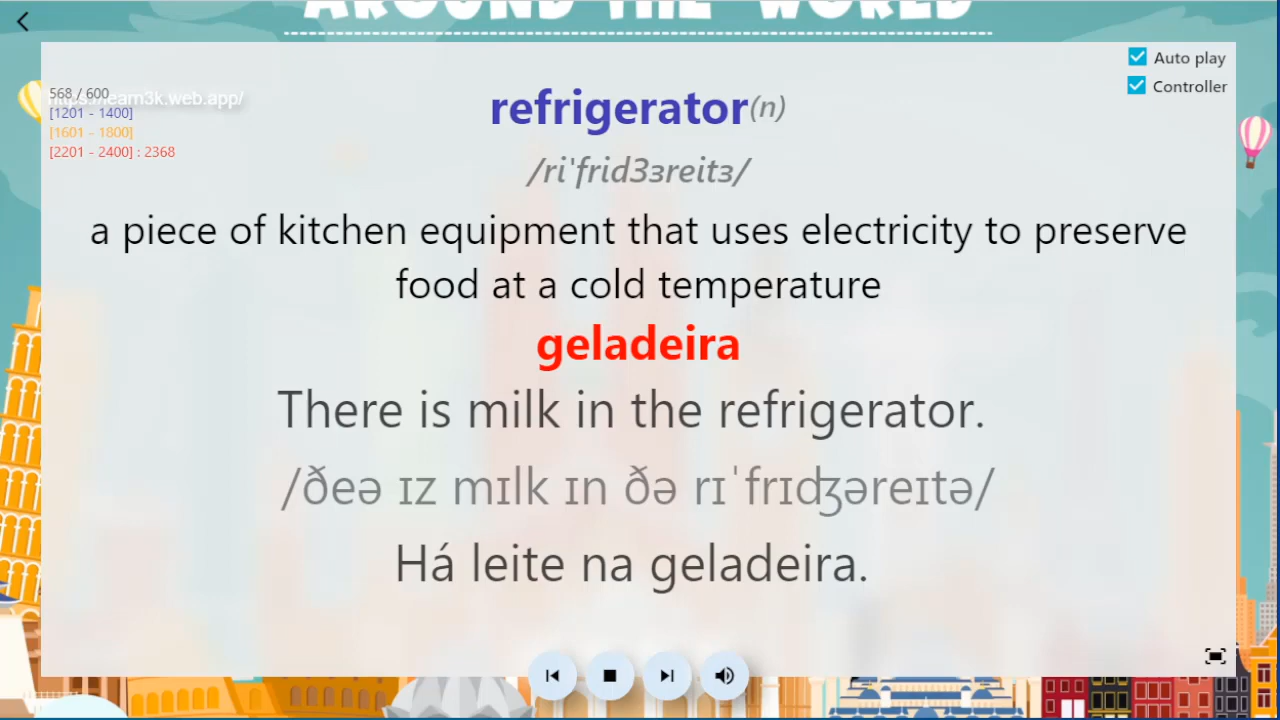 AROUND THE WORLD
Auto play
Controller
568 / 600
https://learn3k.web.app/
[1201 - 1400]
[1601 - 1800]
[2201 - 2400] : 2368
refrigerator(n)
/ri'frid3ɜreitɜ/
a piece of kitchen equipment that uses electricity to preserve
food at a cold temperature
geladeira
There is milk in the refrigerator.
/ðeə ɪz mɪlk ɪn ðə rɪˈfrɪʤəreɪtə/
Há leite na geladeira.